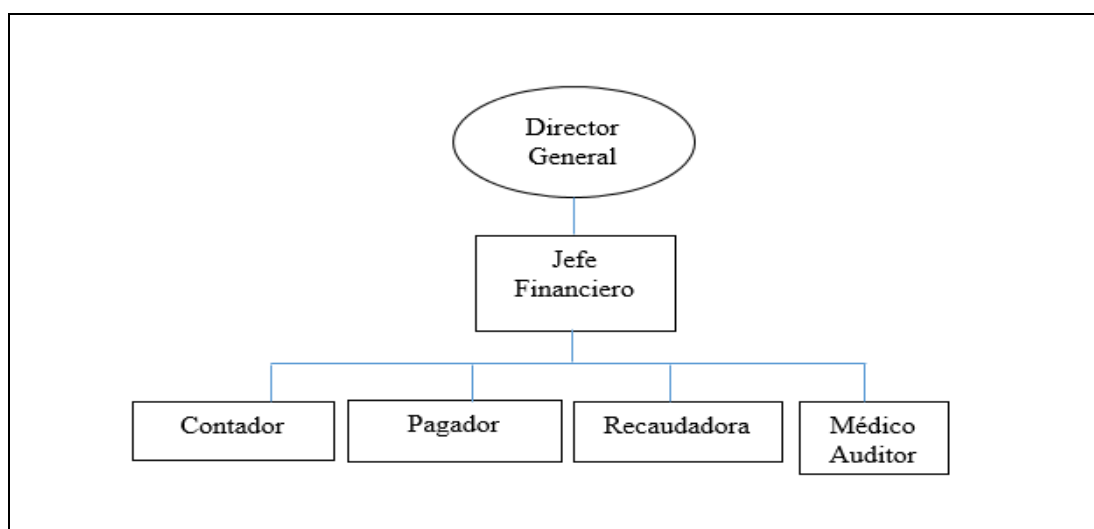 Director
General
Jefe
Financiero
Contador
Pagador
Recaudadora
Médico
Auditor